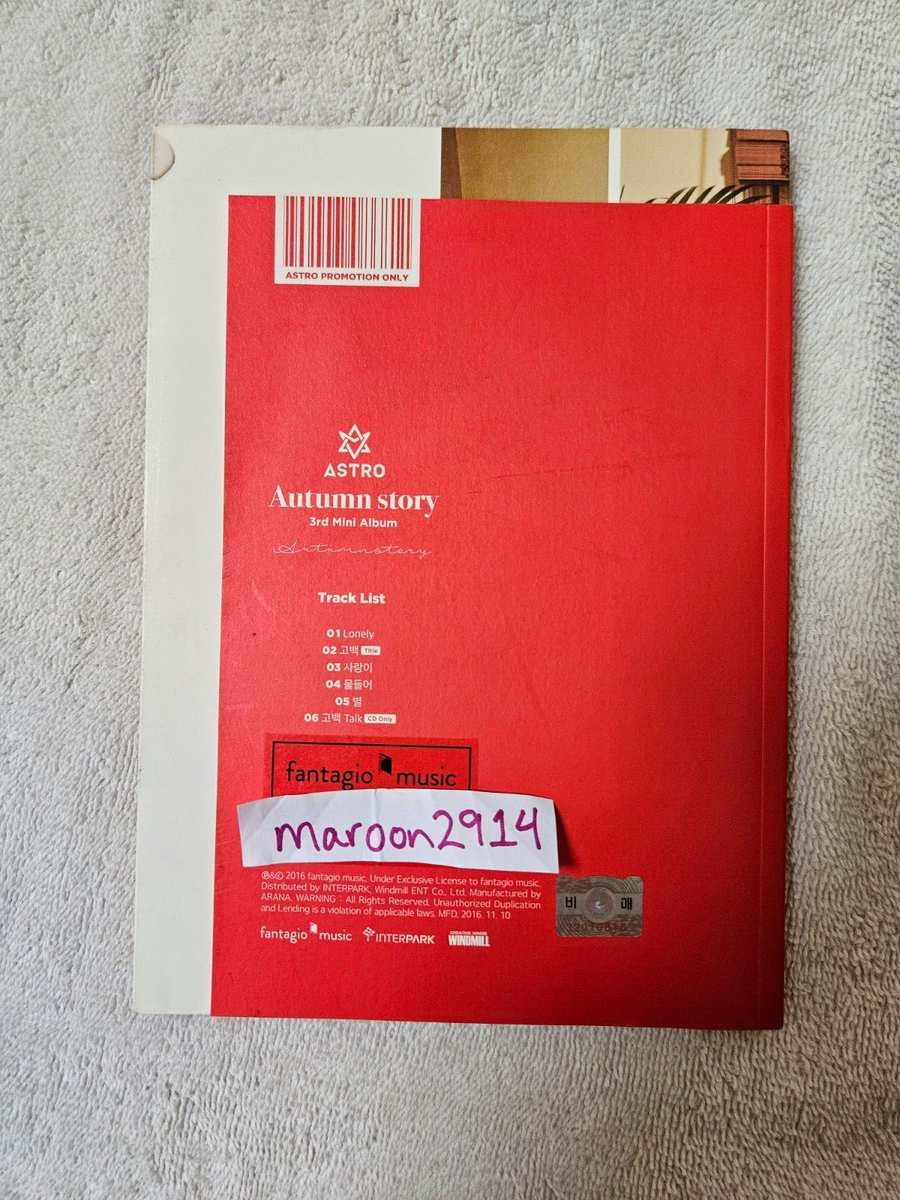 ASTRO PROMOTION ONLY
ASTRO
Autumn story
3rd Mini Album
Autumn story
Track List
01 Lonely
02 고백 Title
03 사랑이
04 물들어
05 별
06 고백 Talk CD Only
fantagio music
maroon2914
℗&© 2016 fantagio music. Under Exclusive License to fantagio music.
Distributed by INTERPARK, Windmill ENT Co., Ltd. Manufactured by
ARANA. WARNING : All Rights Reserved. Unauthorized Duplication
and Lending is a violation of applicable laws. MFD. 2016. 11. 10
비 매
fantagio music INTERPARK CREATIVE MINDS WINDMILL